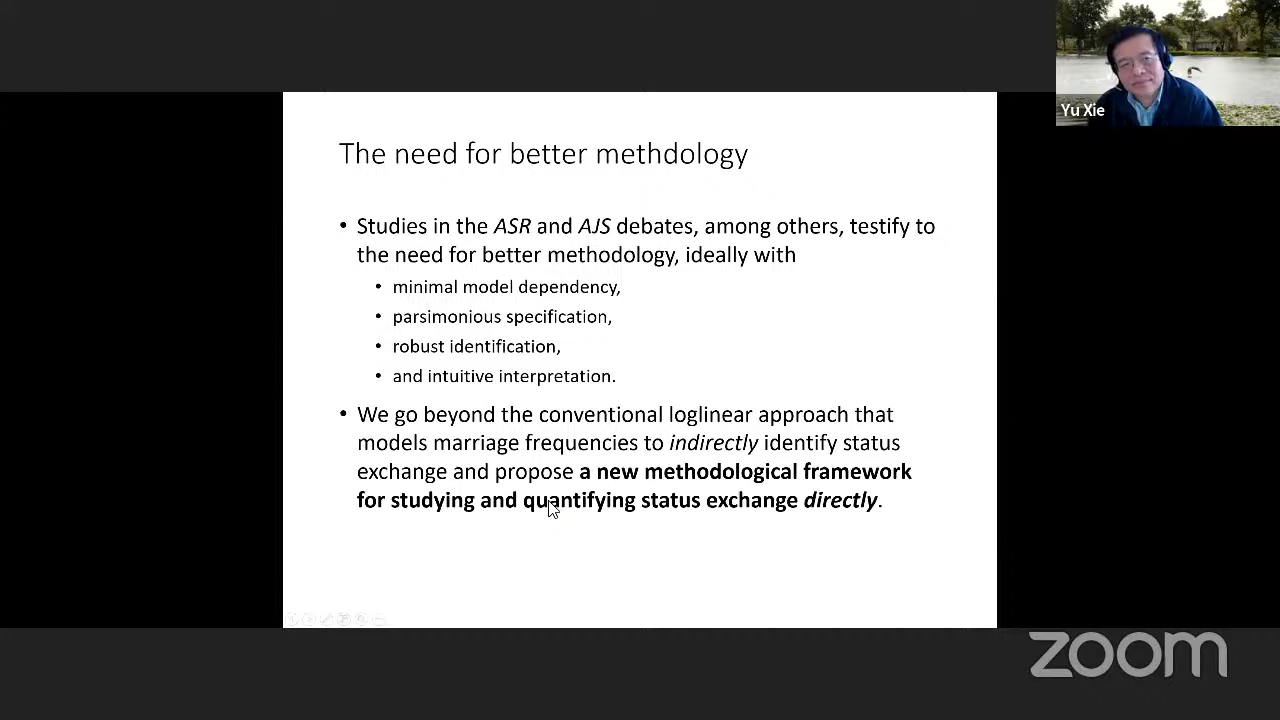 Yu Xie
The need for better methdology
• Studies in the ASR and AJS debates, among others, testify to
the need for better methodology, ideally with
• minimal model dependency,
• parsimonious specification,
• robust identification,
• and intuitive interpretation.
• We go beyond the conventional loglinear approach that
models marriage frequencies to indirectly identify status
exchange and propose a new methodological framework
for studying and quantifying status exchange directly.
zoom